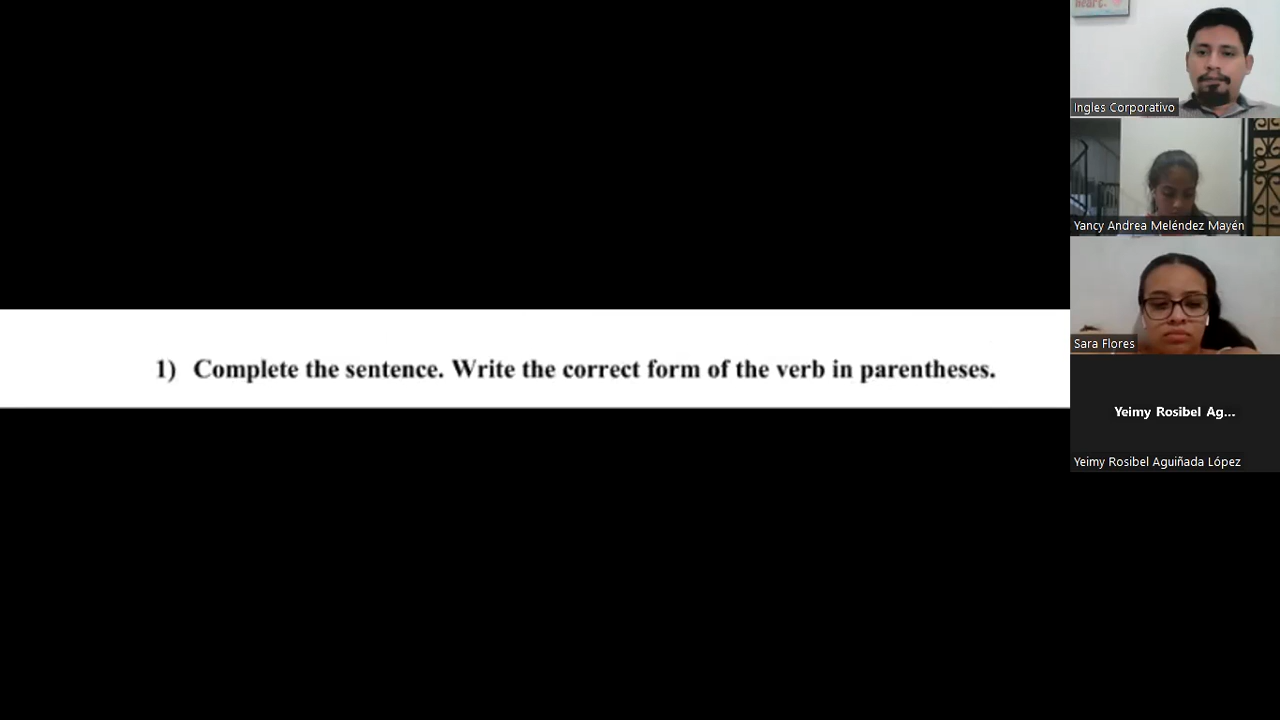 heart.
Ingles Corporativo
Yancy Andrea Meléndez Mayén
1) Complete the sentence. Write the correct form of the verb in parentheses.
Sara Flores
Yeimy Rosibel Ag...
Yeimy Rosibel Aguiñada López